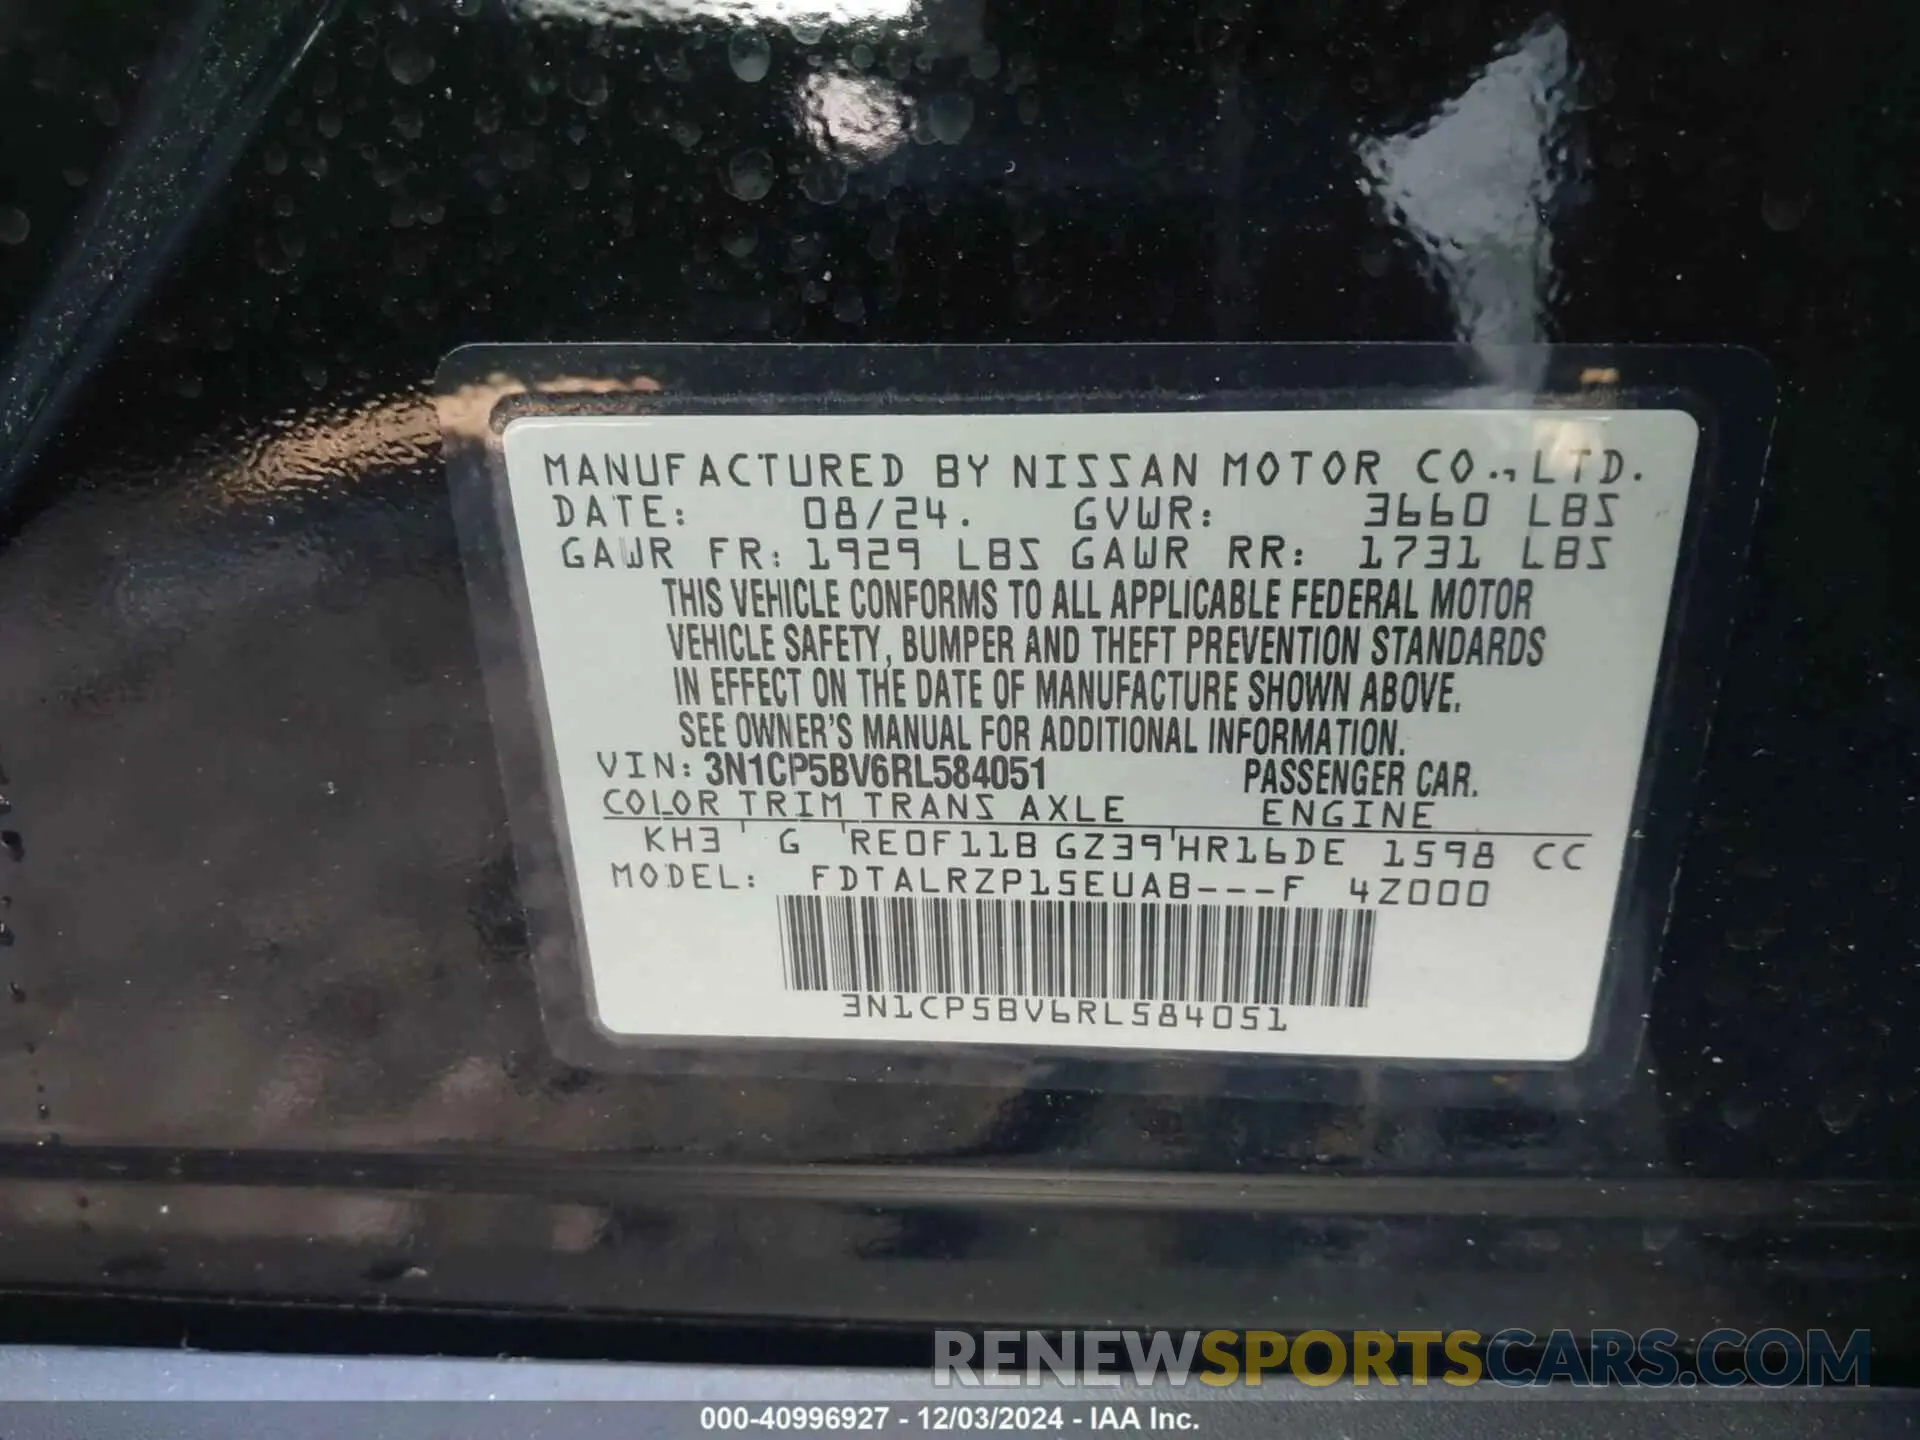 MANUFACTURED BY NISSAN MOTOR CO., LTD.
DATE: 08/24. GVWR: 3660 LBS
GAWR FR: 1929 LBS GAWR RR: 1731 LBS
THIS VEHICLE CONFORMS TO ALL APPLICABLE FEDERAL MOTOR
VEHICLE SAFETY, BUMPER AND THEFT PREVENTION STANDARDS
IN EFFECT ON THE DATE OF MANUFACTURE SHOWN ABOVE.
SEE OWNER'S MANUAL FOR ADDITIONAL INFORMATION.
VIN: 3N1CP5BV6RL584051 PASSENGER CAR.
COLOR TRIM TRANS AXLE ENGINE
KH3 ' G ' RE0F11B GZ39 ' HR16DE 1598 CC
MODEL: FDTALRZP15EUAB---F 4Z000
3N1CP5BV6RL584051
RENEWSPORTSCARS.COM
000-40996927 - 12/03/2024 - IAA Inc.